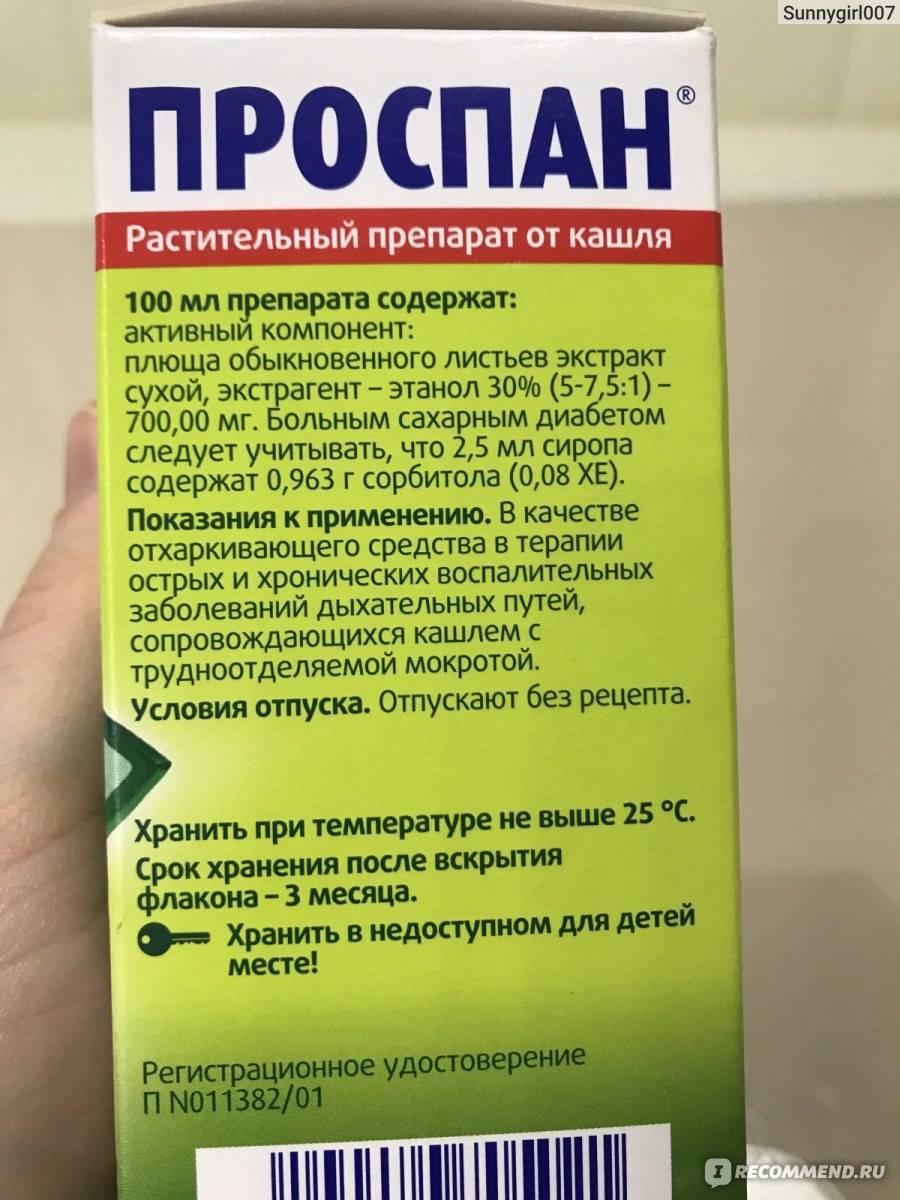 Sunnygirl007
ПРОСПАН®
Растительный препарат от кашля
100 мл препарата содержат:
активный компонент:
плюща обыкновенного листьев экстракт
сухой, экстрагент – этанол 30% (5-7,5:1) –
700,00 мг. Больным сахарным диабетом
следует учитывать, что 2,5 мл сиропа
содержат 0,963 г сорбитола (0,08 ХЕ).
Показания к применению. В качестве
отхаркивающего средства в терапии
острых и хронических воспалительных
заболеваний дыхательных путей,
сопровождающихся кашлем с
трудноотделяемой мокротой.
Условия отпуска. Отпускают без рецепта.
Хранить при температуре не выше 25 °С.
Срок хранения после вскрытия
флакона – 3 месяца.
Хранить в недоступном для детей
месте!
Регистрационное удостоверение
П N011382/01
I RECOMMEND.RU